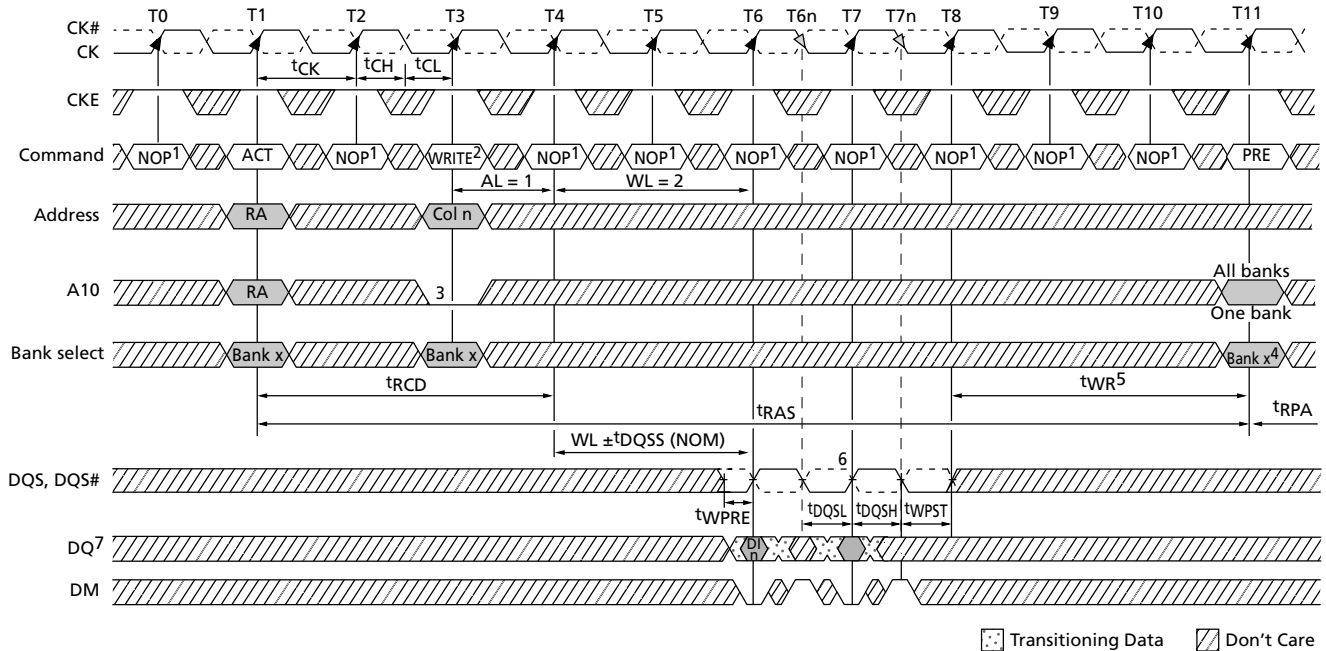 T0 T1 T2 T3 T4 T5 T6 T6n T7 T7n T8 T9 T10 T11
CK#
CK
tCK tCH tCL
CKE
Command NOP1 ACT NOP1 WRITE2 NOP1 NOP1 NOP1 NOP1 NOP1 NOP1 NOP1 PRE
AL = 1 WL = 2
Address RA Col n
All banks
A10 RA 3
One bank
Bank select Bank x Bank x Bank x4
tRCD tWR5
tRAS tRPA
WL ±tDQSS (NOM)
6
DQS, DQS#
tWPRE tDQSL tDQSH tWPST
DQ7 DI
n
DM
Transitioning Data Don't Care